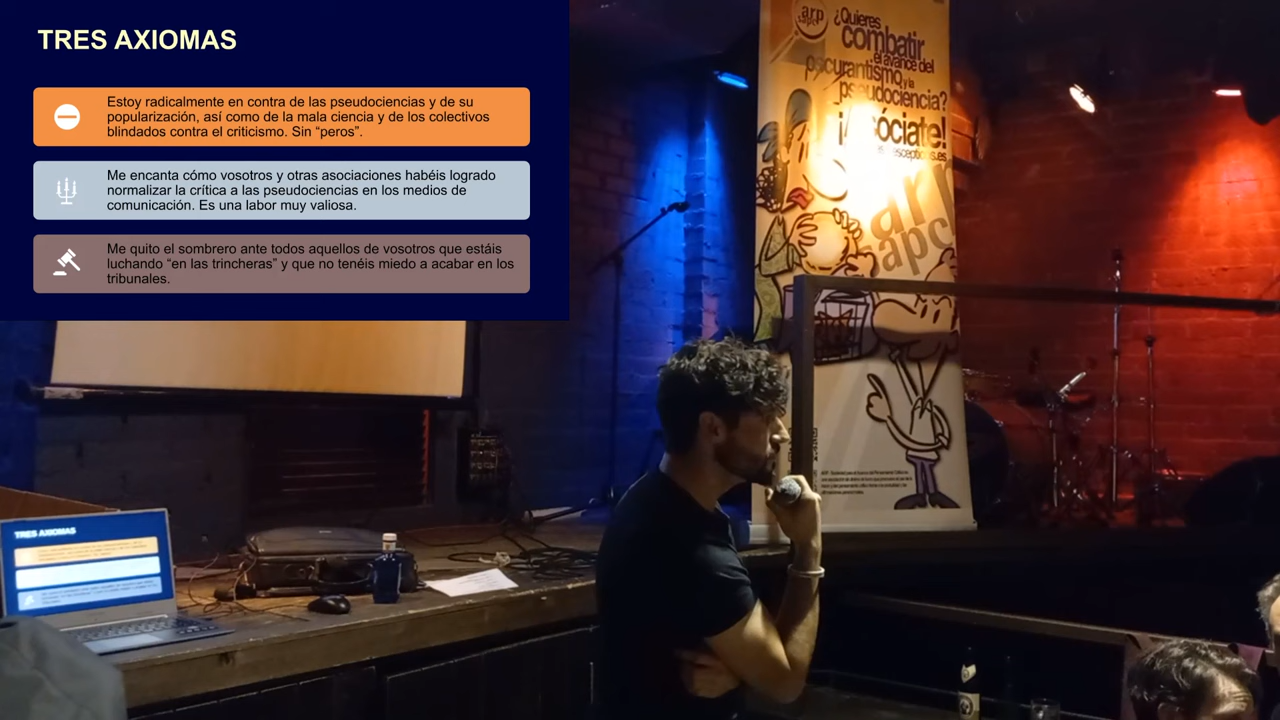 TRES AXIOMAS
Estoy radicalmente en contra de las pseudociencias y de su
popularización, así como de la mala ciencia y de los colectivos
blindados contra el criticismo. Sin “peros”.
Me encanta cómo vosotros y otras asociaciones habéis logrado
normalizar la crítica a las pseudociencias en los medios de
comunicación. Es una labor muy valiosa.
Me quito el sombrero ante todos aquellos de vosotros que estáis
luchando “en las trincheras” y que no tenéis miedo a acabar en los
tribunales.
arp
sapc
¿Quieres
combatir
el avance del
oscurantismo y la
pseudociencia?
arp
sapc
TRES AXIOMAS